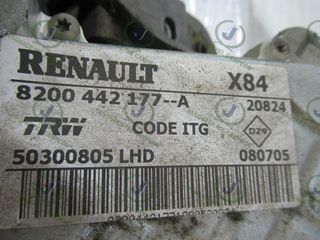 RENAULT X84
8200 442 177--A 20824
TRW CODE ITG DZ9
50300805 LHD 080705